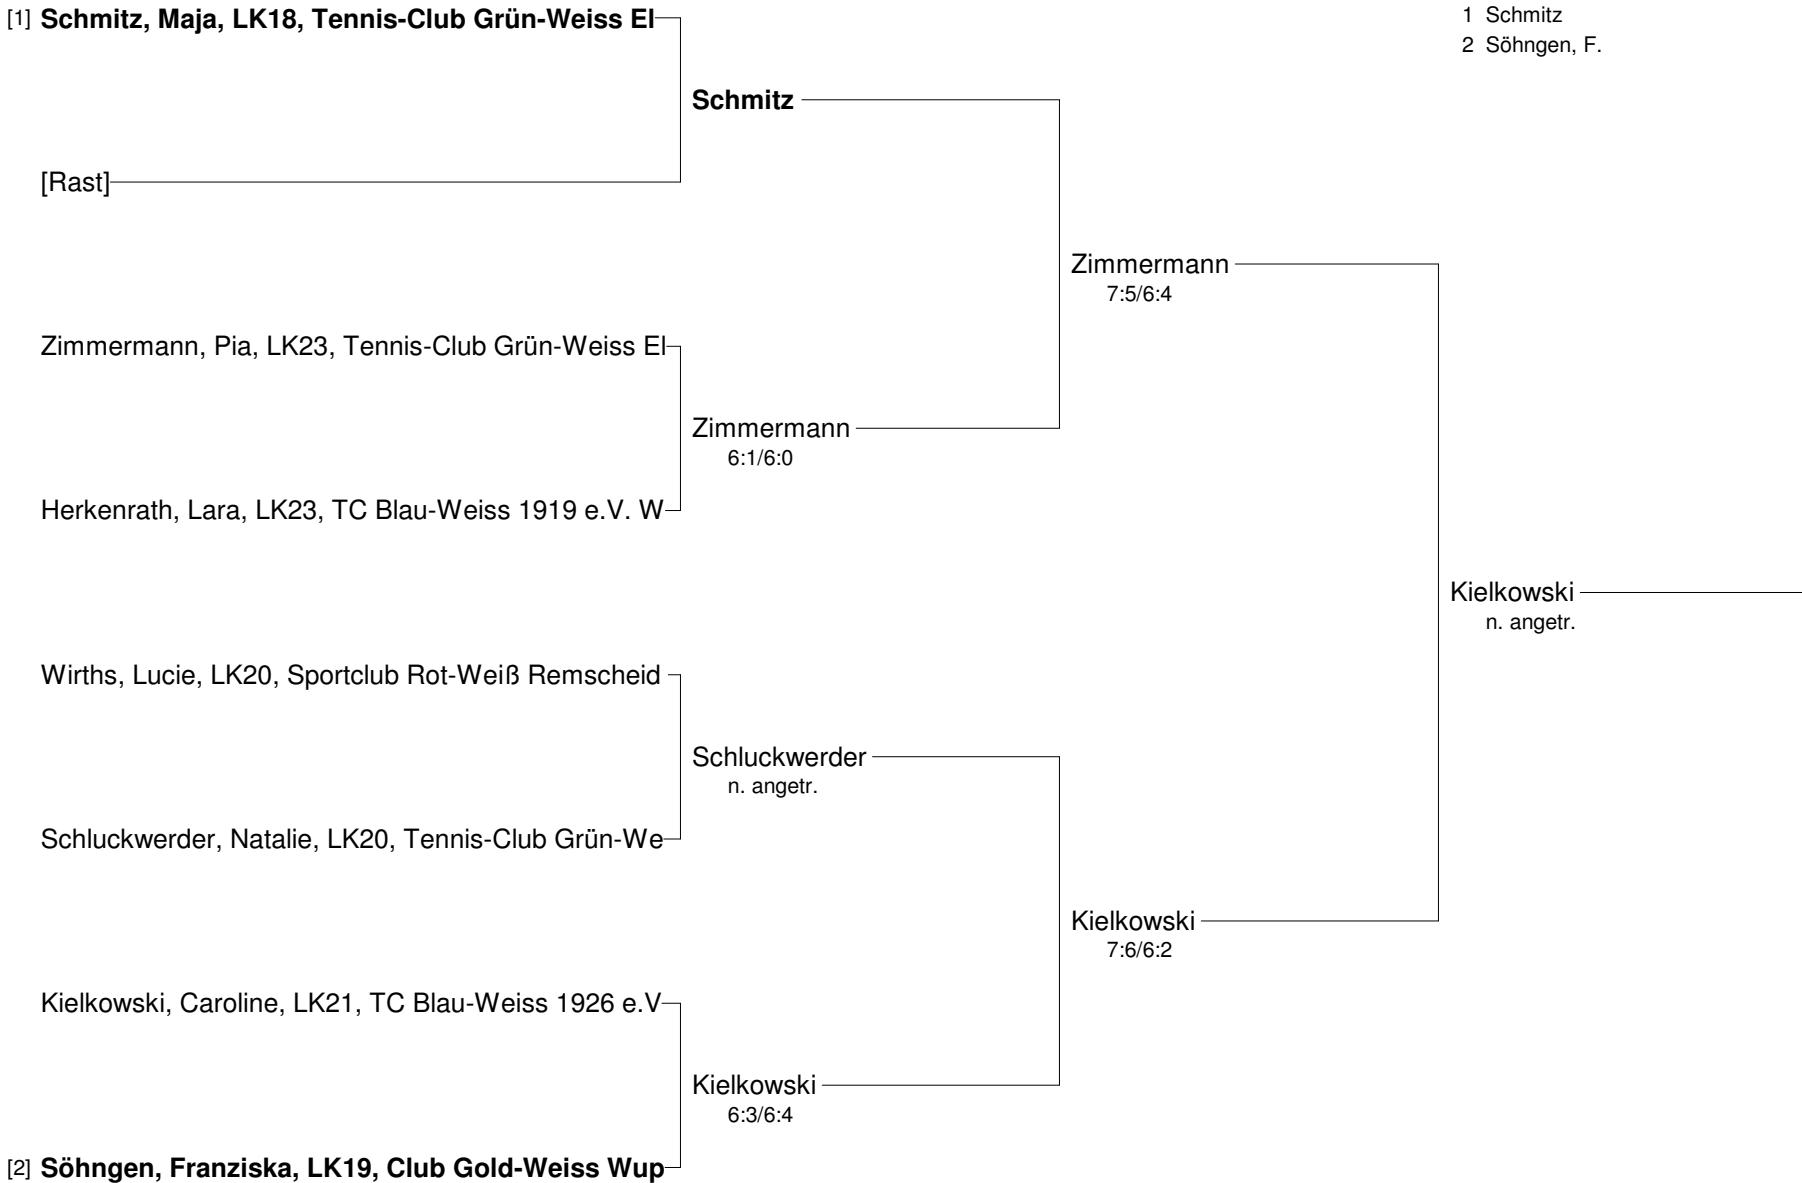 [1] Schmitz, Maja, LK18, Tennis-Club Grün-Weiss El
1 Schmitz
2 Söhngen, F.
Schmitz
[Rast]
Zimmermann
7:5/6:4
Zimmermann, Pia, LK23, Tennis-Club Grün-Weiss El
Zimmermann
6:1/6:0
Herkenrath, Lara, LK23, TC Blau-Weiss 1919 e.V. W
Kielkowski
n. angetr.
Wirths, Lucie, LK20, Sportclub Rot-Weiß Remscheid
Schluckwerder
n. angetr.
Schluckwerder, Natalie, LK20, Tennis-Club Grün-We
Kielkowski
7:6/6:2
Kielkowski, Caroline, LK21, TC Blau-Weiss 1926 e.V
Kielkowski
6:3/6:4
[2] Söhngen, Franziska, LK19, Club Gold-Weiss Wup